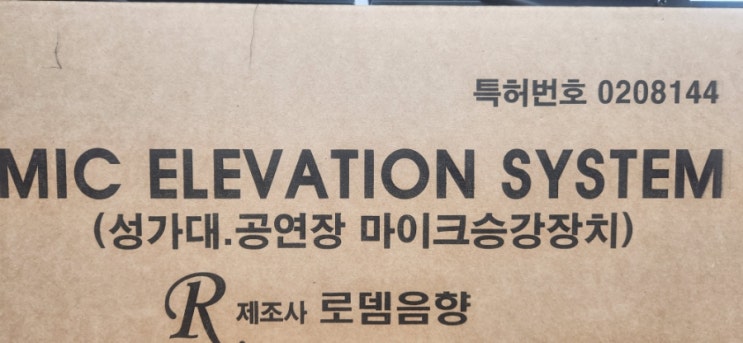 특허번호 0208144
MIC ELEVATION SYSTEM
(성가대.공연장 마이크승강장치)
R 제조사 로뎀음향